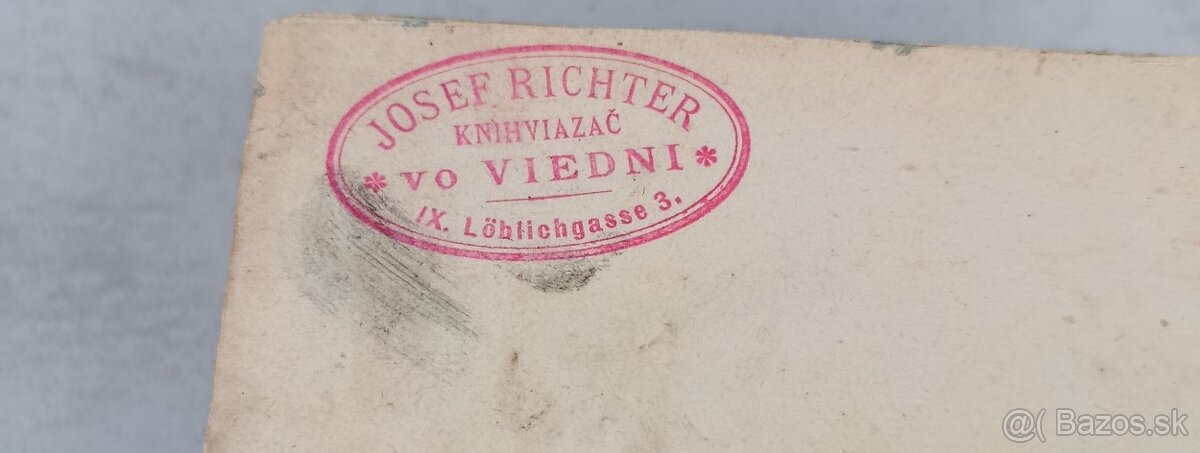 JOSEF RICHTER
KNIHVIAZAČ
* VO VIEDNI *
IX. Löblichgasse 3.
@( Bazos.sk